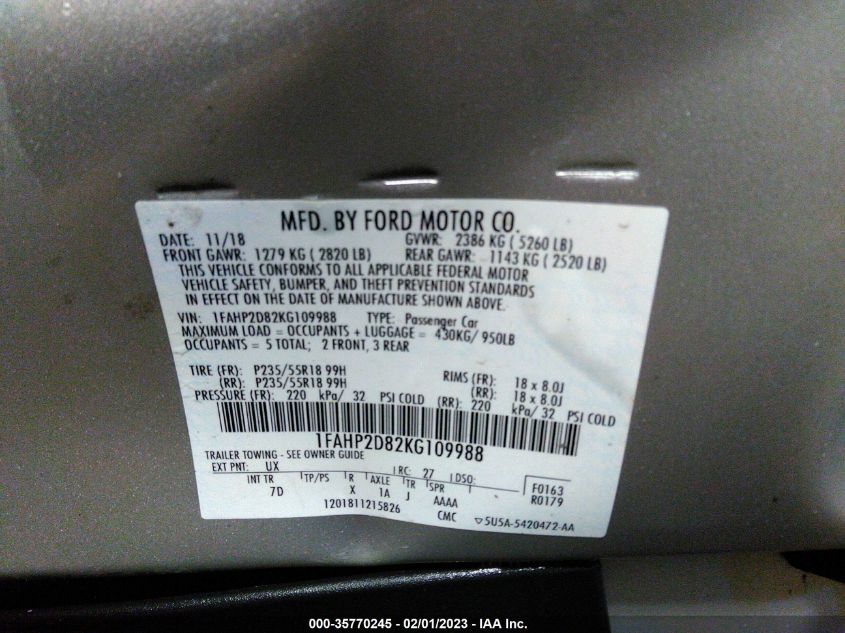 MFD. BY FORD MOTOR CO.
DATE: 11/18 GVWR: 2386 KG ( 5260 LB)
FRONT GAWR: 1279 KG ( 2820 LB) REAR GAWR: 1143 KG ( 2520 LB)
THIS VEHICLE CONFORMS TO ALL APPLICABLE FEDERAL MOTOR
VEHICLE SAFETY, BUMPER, AND THEFT PREVENTION STANDARDS
IN EFFECT ON THE DATE OF MANUFACTURE SHOWN ABOVE.
VIN: 1FAHP2D82KG109988 TYPE: Passenger Car
MAXIMUM LOAD = OCCUPANTS + LUGGAGE = 430KG/ 950LB
OCCUPANTS = 5 TOTAL; 2 FRONT, 3 REAR
TIRE (FR): P235/55R18 99H RIMS (FR): 18 x 8.0J
(RR): P235/55R18 99H (RR): 18 x 8.0J
PRESSURE (FR): 220 kPa/ 32 PSI COLD (RR): 220 kPa/ 32 PSI COLD
1FAHP2D82KG109988
TRAILER TOWING - SEE OWNER GUIDE
EXT PNT: UX RC: 27 DSO:
INT TR TP/PS R AXLE TR SPR F0163
7D X 1A J AAAA R0179
1201811215826 CMC ▽5U5A-5420472-AA
000-35770245 - 02/01/2023 - IAA Inc.